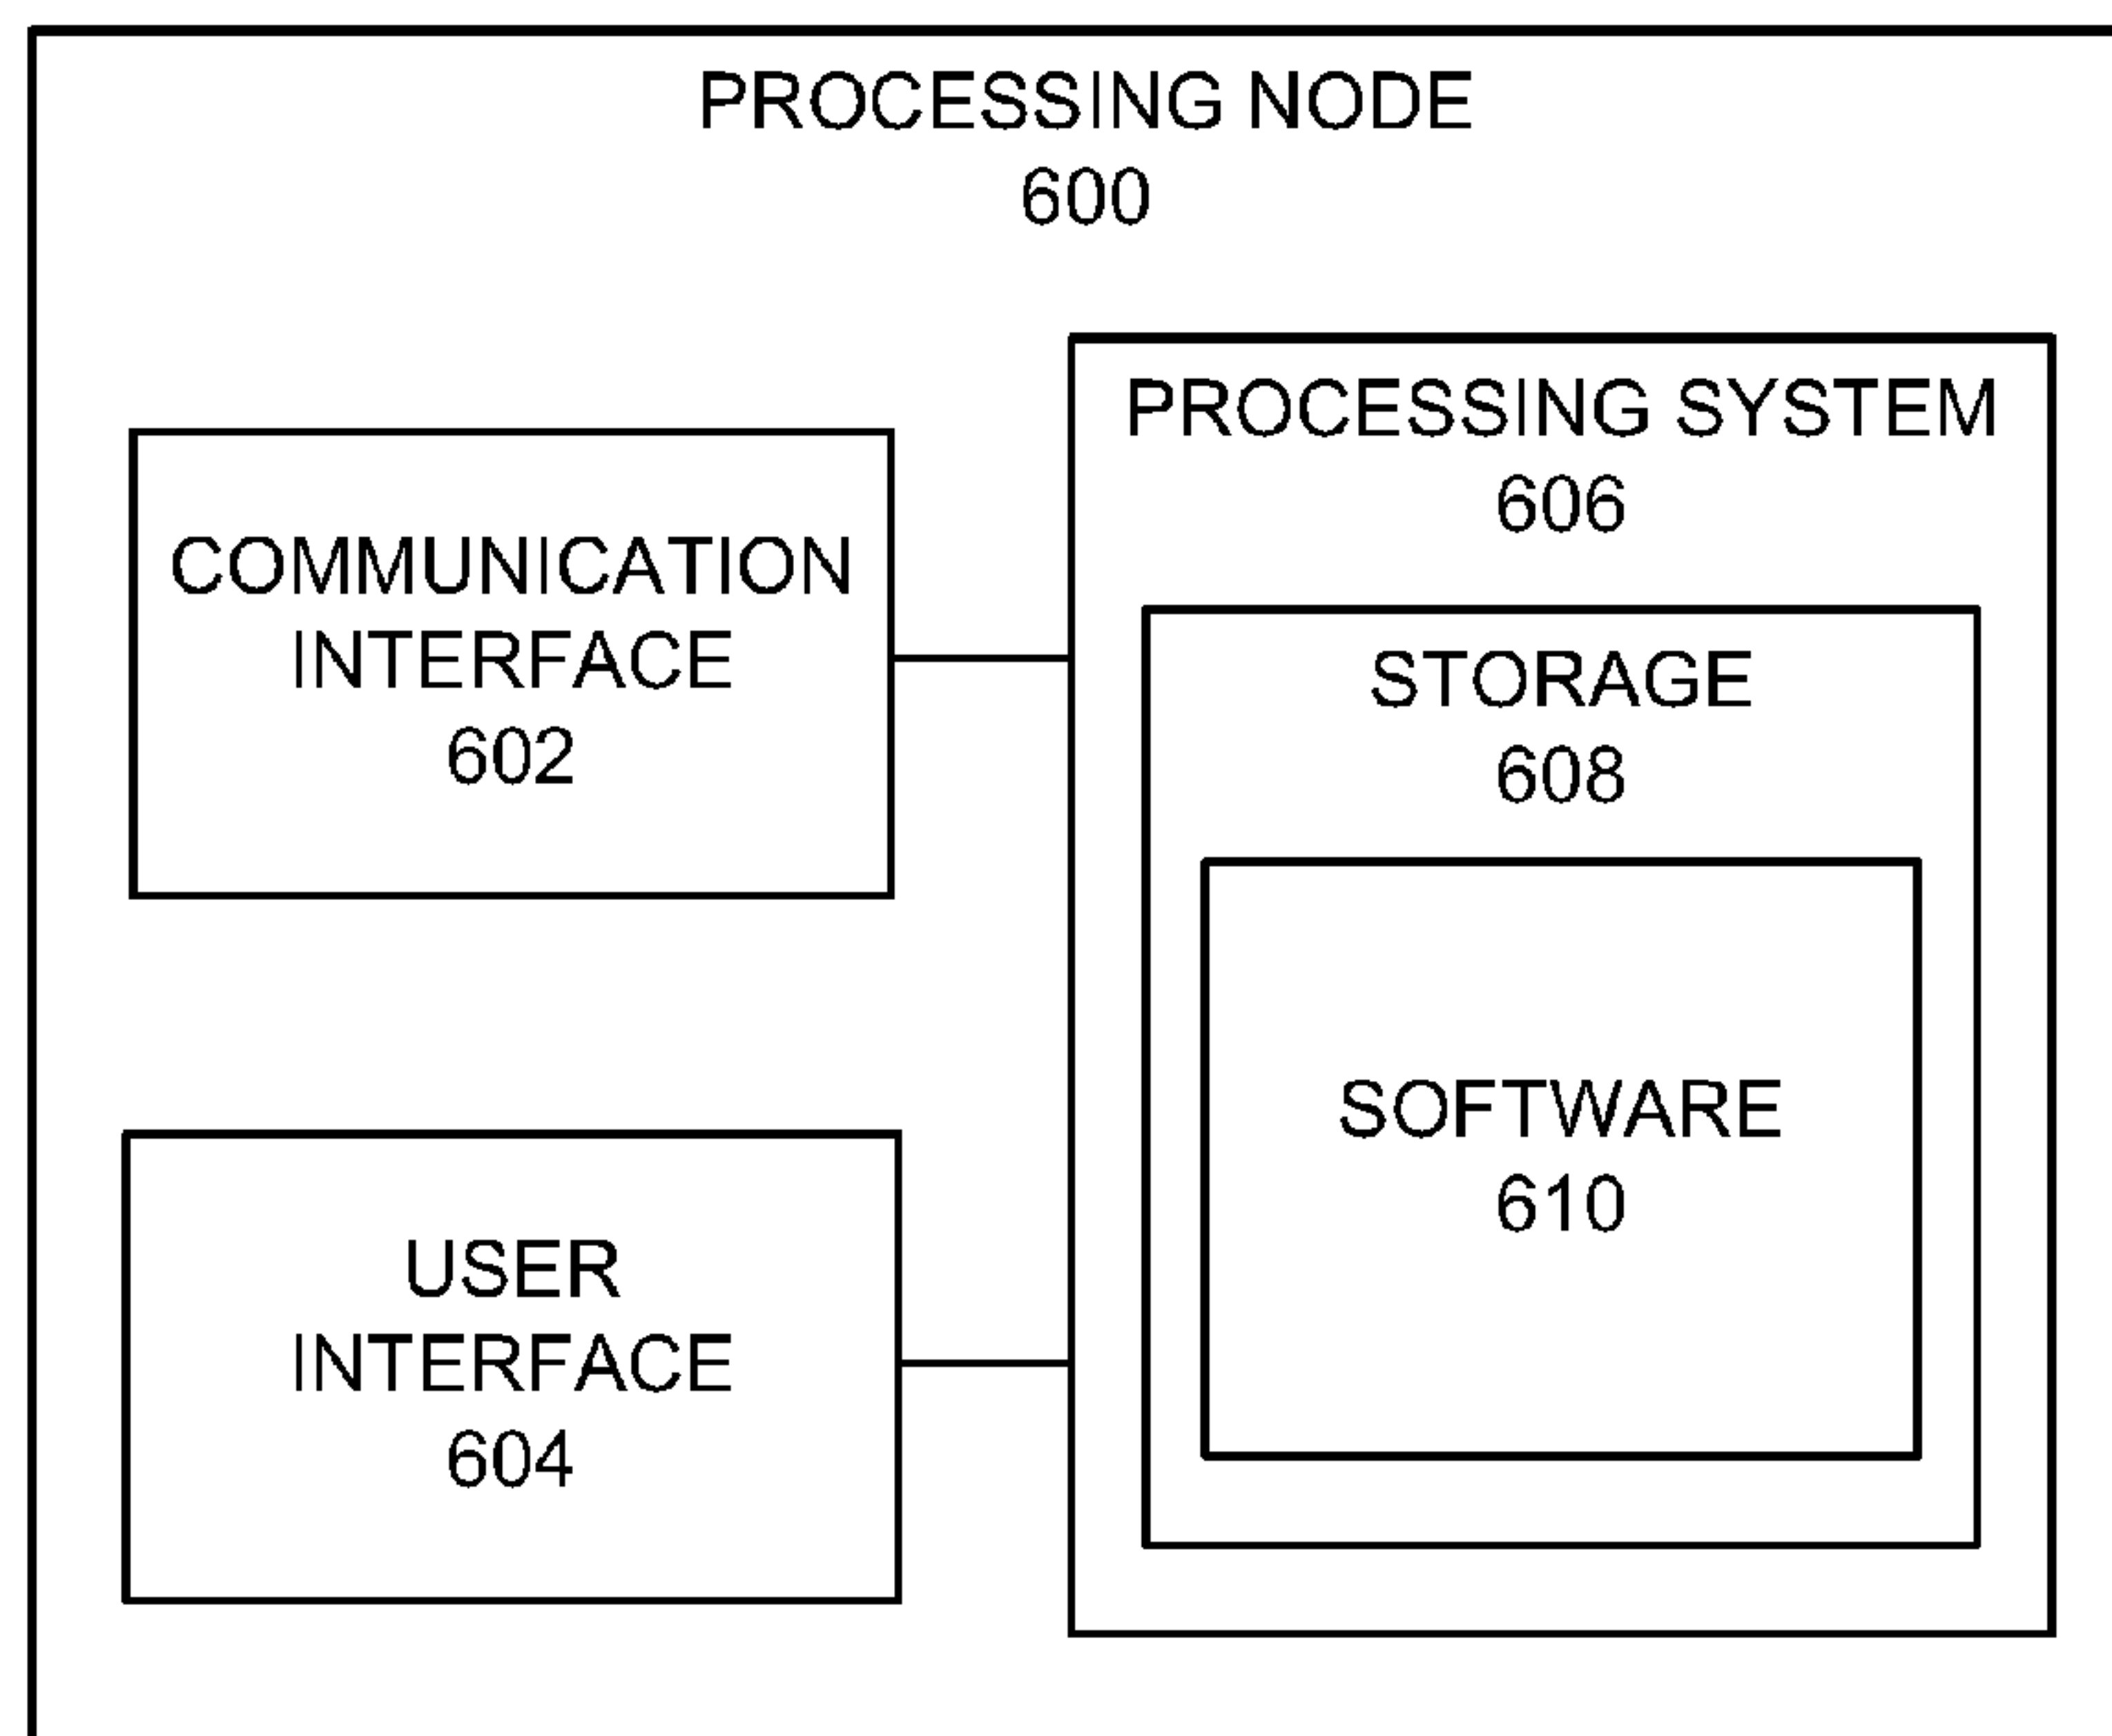 PROCESSING NODE
600
PROCESSING SYSTEM
606
COMMUNICATION
INTERFACE
602
STORAGE
608
SOFTWARE
610
USER
INTERFACE
604